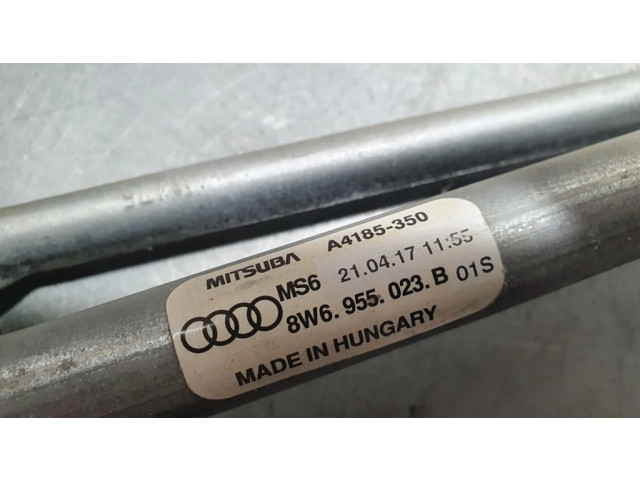 MITSUBA A4185-350
MS6 21.04.17 11:55
8W6.955.023.B 01S
MADE IN HUNGARY